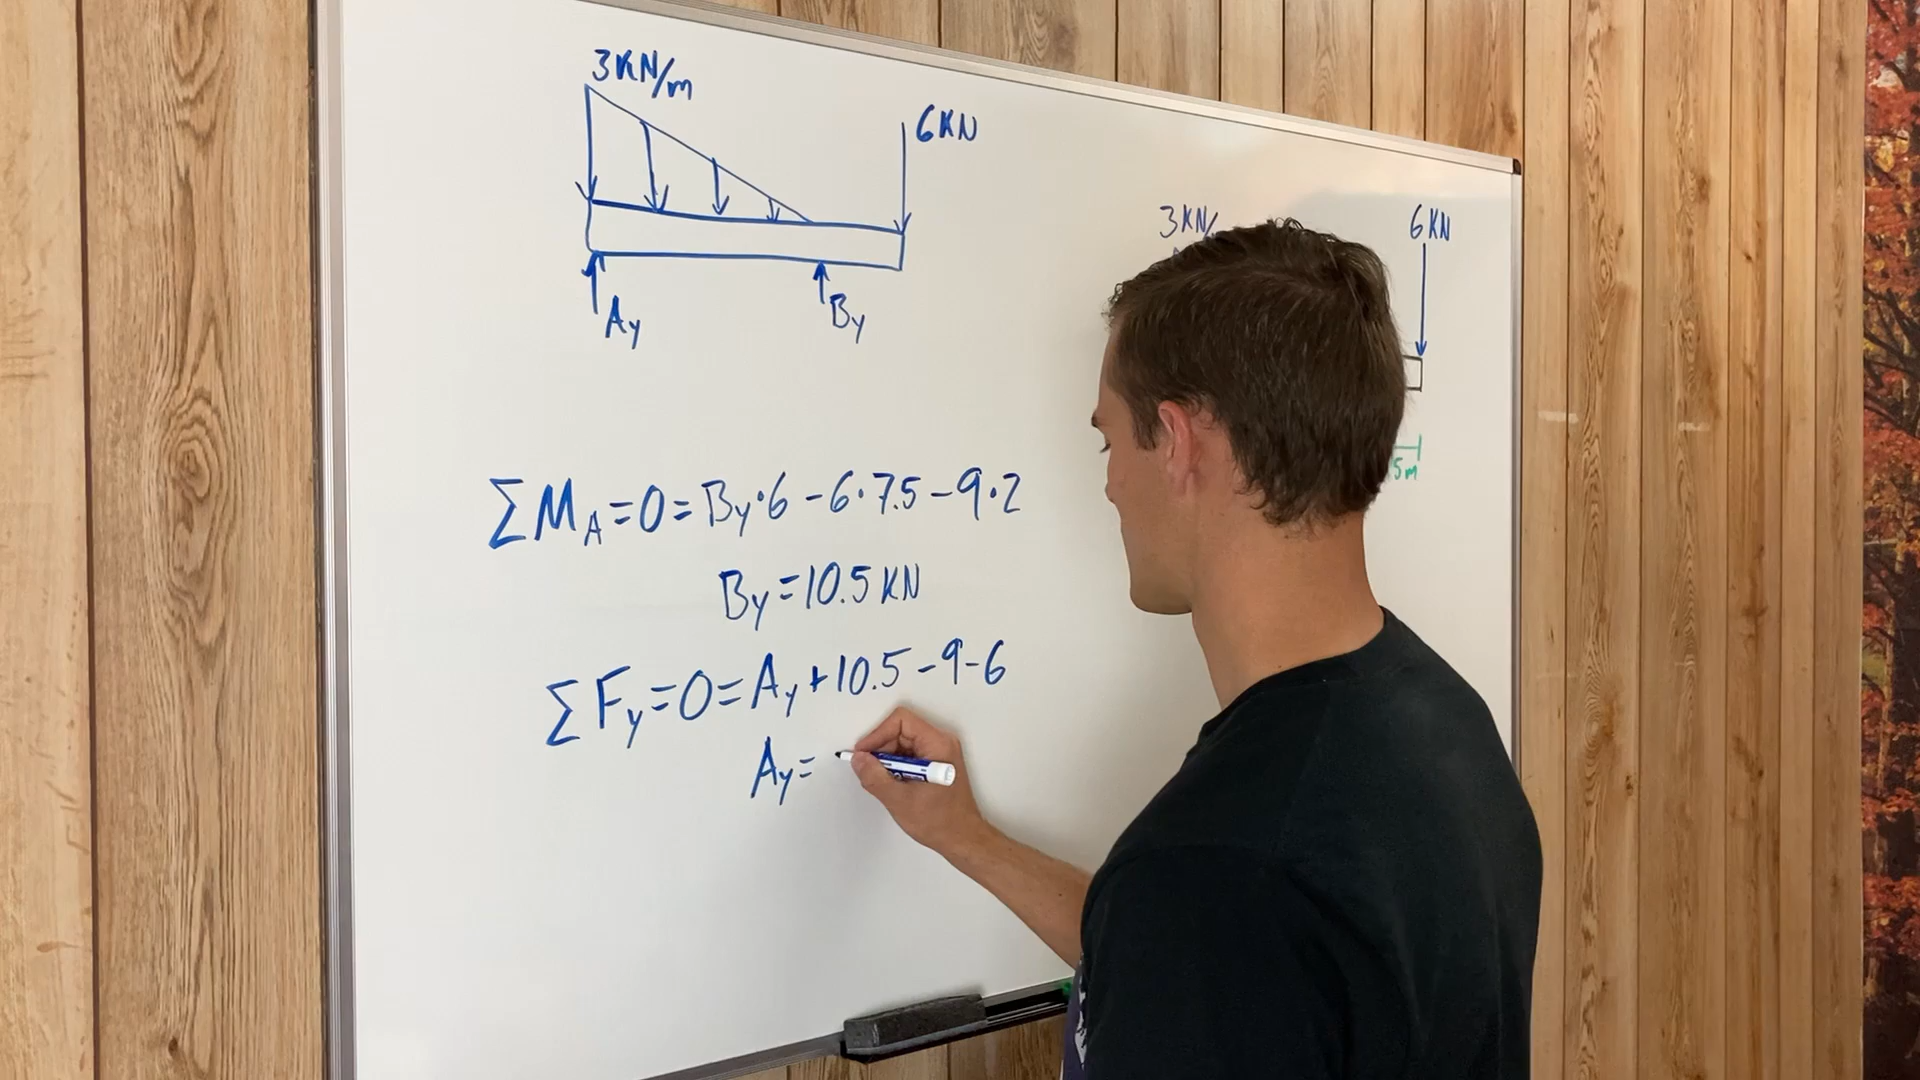 3KN/m
6KN
Ay
By
3KN/
6KN
5m
ΣM_A=0=By·6-6·7.5-9·2
By=10.5KN
ΣFy=0=Ay+10.5-9-6
Ay=